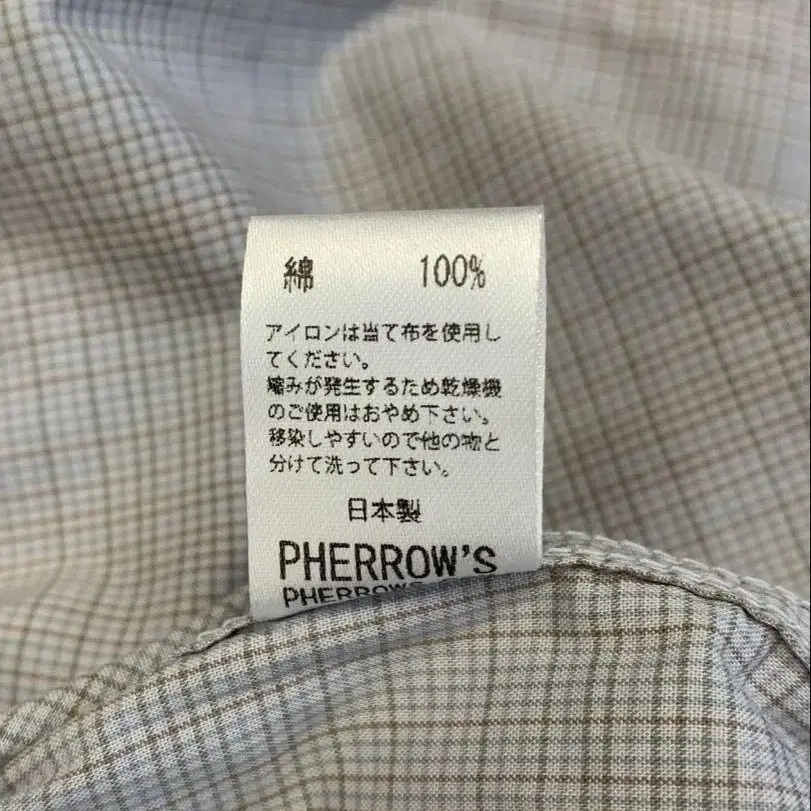 綿 100%
アイロンは当て布を使用し
てください。
縮みが発生するため乾燥機
のご使用はおやめ下さい。
移染しやすいので他の物と
分けて洗って下さい。
日本製
PHERROW'S
PHERROWS